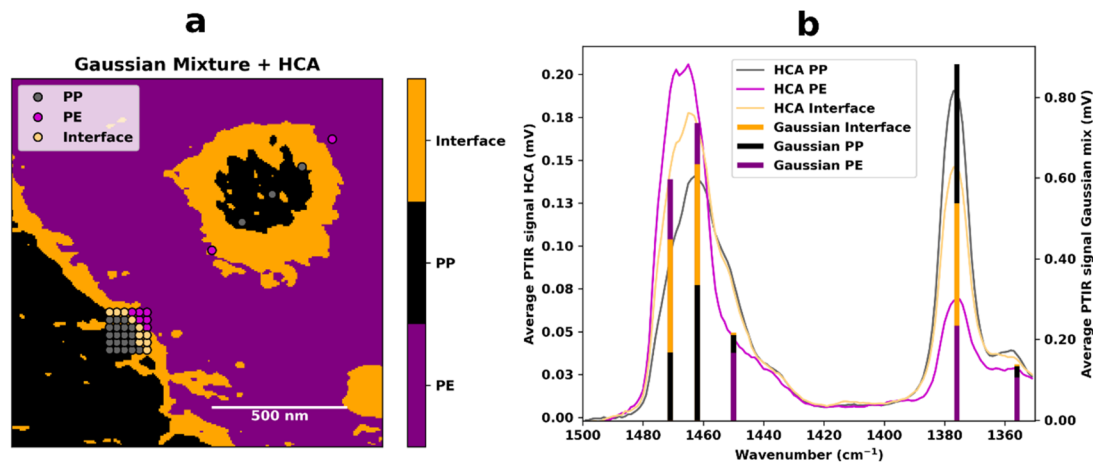 a
Gaussian Mixture + HCA
PP
PE
Interface
500 nm
Interface
PP
PE
b
Average PTIR signal HCA (mV)
0.20
0.18
0.15
0.13
0.10
0.08
0.05
0.03
0.00
HCA PP
HCA PE
HCA Interface
Gaussian Interface
Gaussian PP
Gaussian PE
0.80
0.60
0.40
0.20
0.00
Average PTIR signal Gaussian mix (mV)
1500 1480 1460 1440 1420 1400 1380 1360
Wavenumber (cm⁻¹)